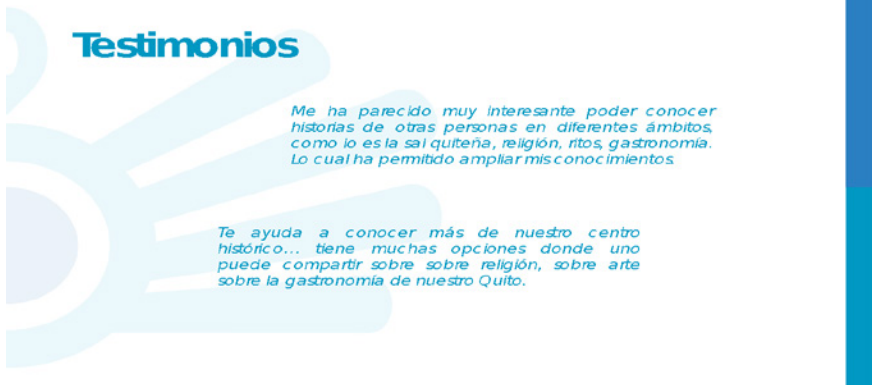 Testimonios
Me ha parecido muy interesante poder conocer
historias de otras personas en diferentes ámbitos,
como lo es la sal quiteña, religión, ritos, gastronomía.
Lo cual ha permitido ampliar mis conocimientos.
Te ayuda a conocer más de nuestro centro
histórico... tiene muchas opciones donde uno
puede compartir sobre sobre religión, sobre arte
sobre la gastronomía de nuestro Quito.